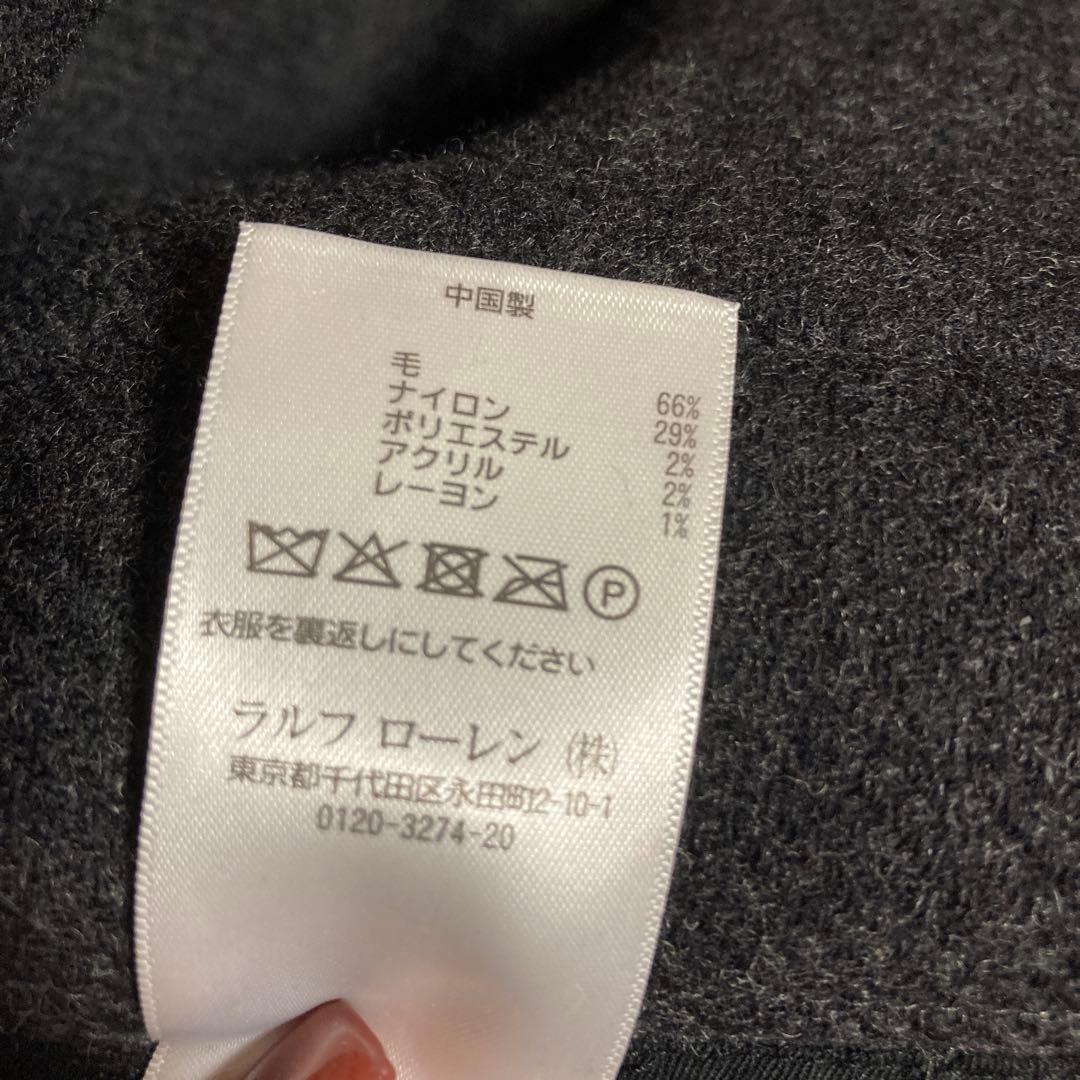 中国製
毛 66%
ナイロン 29%
ポリエステル 2%
アクリル 2%
レーヨン 1%
P
衣服を裏返しにしてください
ラルフ ローレン (株)
東京都千代田区永田町2-10-1
0120-3274-20